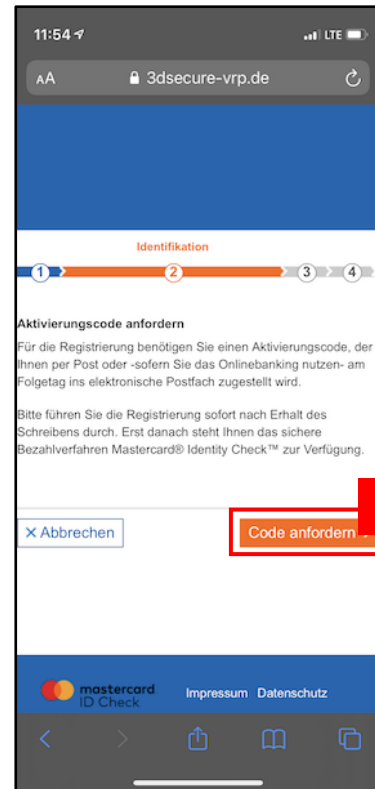 11:54
LTE
AA 3dsecure-vrp.de
Identifikation
1 2 3 4
Aktivierungscode anfordern
Für die Registrierung benötigen Sie einen Aktivierungscode, der
Ihnen per Post oder -sofern Sie das Onlinebanking nutzen- am
Folgetag ins elektronische Postfach zugestellt wird.
Bitte führen Sie die Registrierung sofort nach Erhalt des
Schreibens durch. Erst danach steht Ihnen das sichere
Bezahlverfahren Mastercard® Identity Check™ zur Verfügung.
Abbrechen Code anfordern
mastercard
ID Check
Impressum Datenschutz